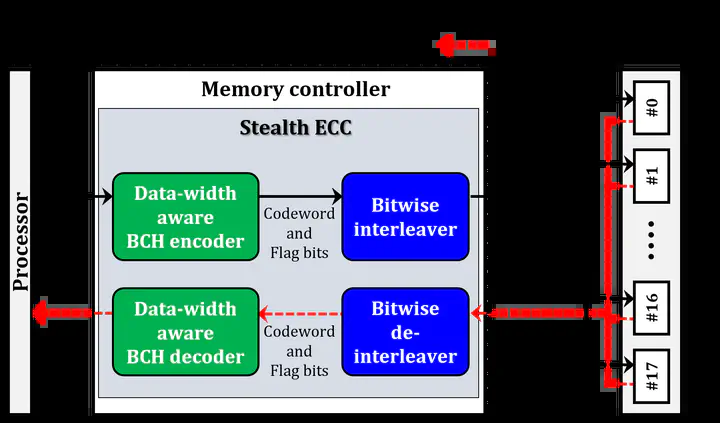 Memory controller
Stealth ECC
Processor
Data-width
aware
BCH encoder
Codeword
and
Flag bits
Bitwise
interleaver
Data-width
aware
BCH decoder
Codeword
and
Flag bits
Bitwise
de-
interleaver
#0
#1
....
#16
#17